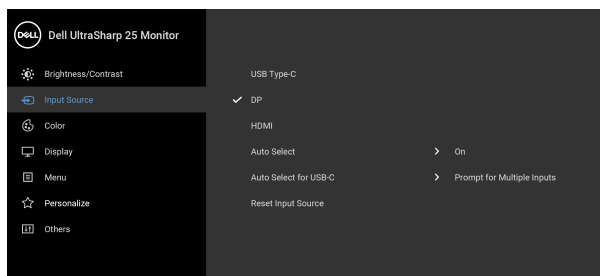 DELL Dell UltraSharp 25 Monitor
Brightness/Contrast USB Type-C
Input Source DP
Color HDMI
Display Auto Select On
Menu Auto Select for USB-C Prompt for Multiple Inputs
Personalize Reset Input Source
Others